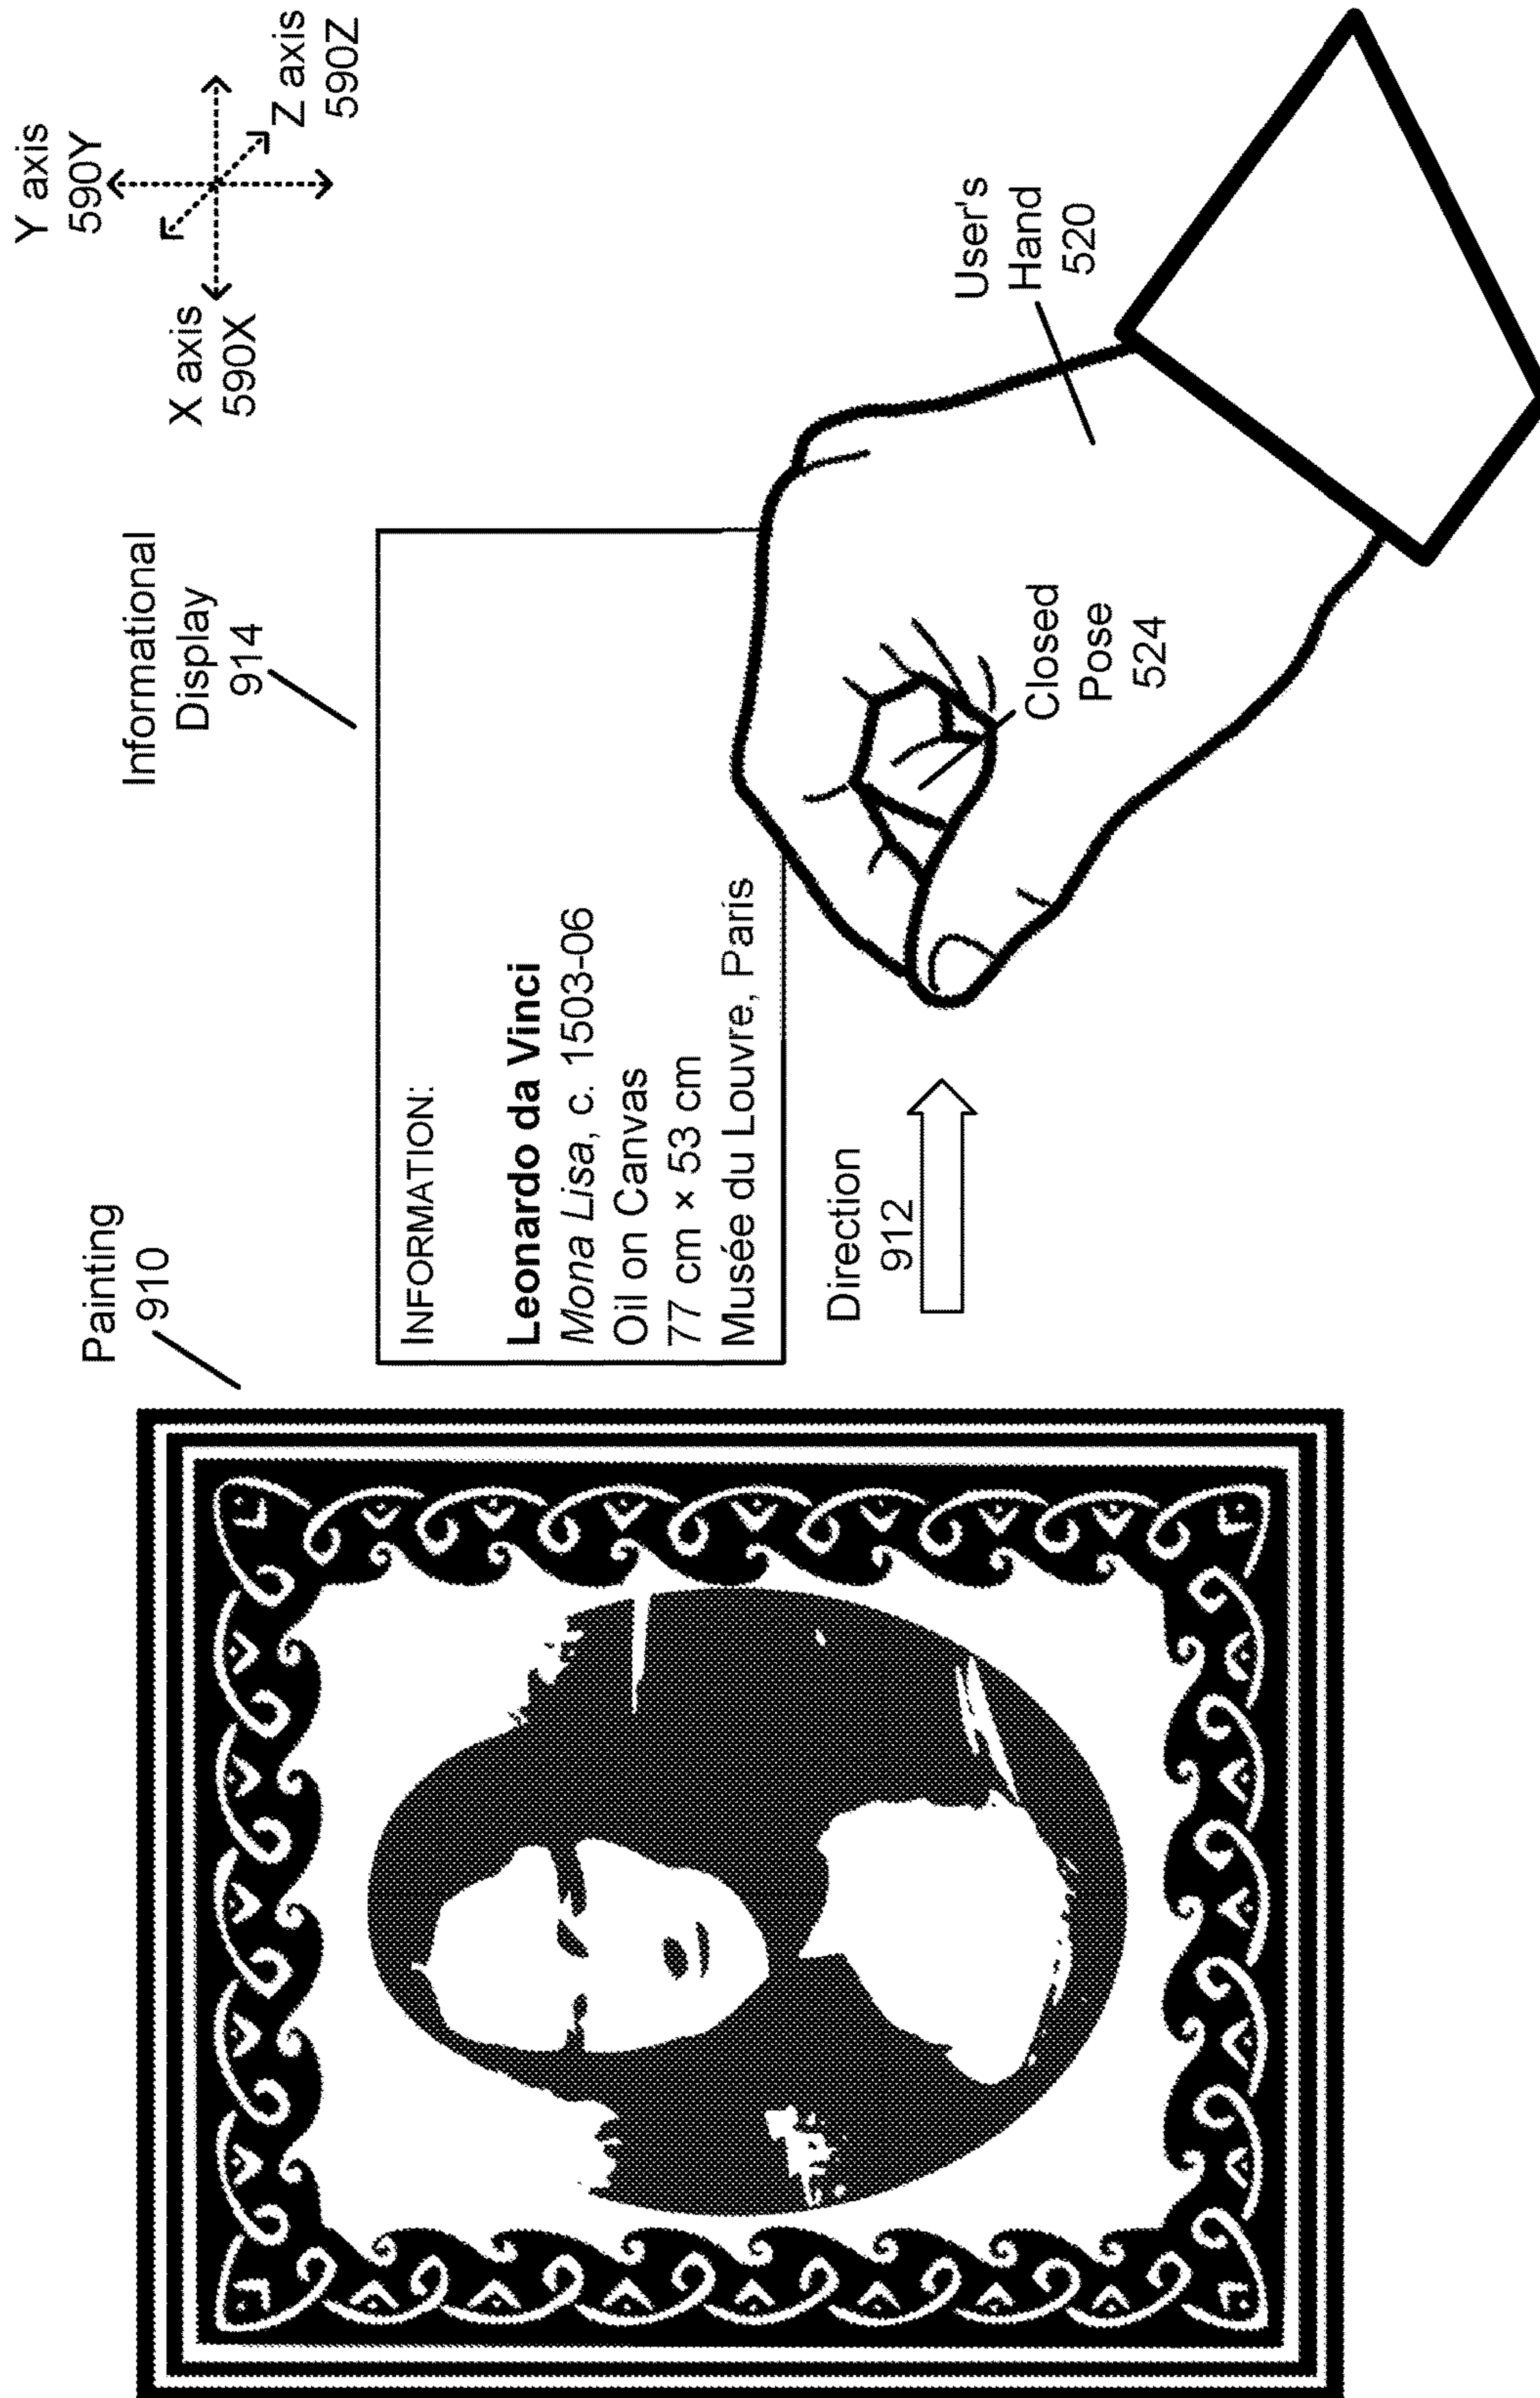 Painting
910
Informational
Display
914
Y axis
590Y
X axis
590X
Z axis
590Z
INFORMATION:
Leonardo da Vinci
Mona Lisa, c. 1503-06
Oil on Canvas
77 cm × 53 cm
Musée du Louvre, Paris
Direction
912
User's
Hand
520
Closed
Pose
524